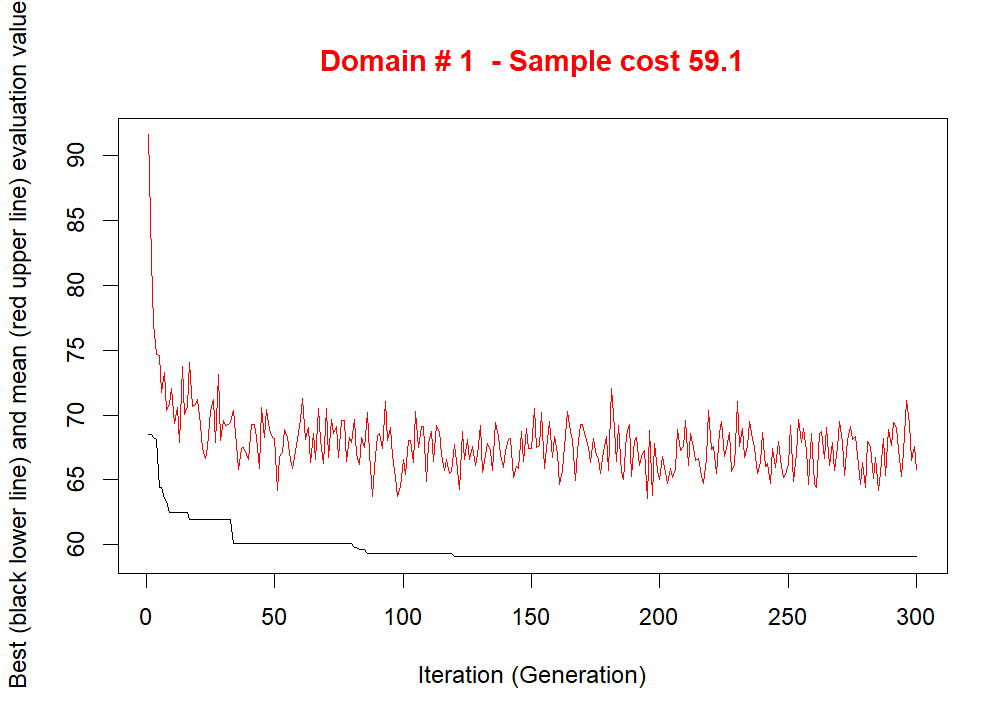 Domain # 1  - Sample cost 59.1
Best (black lower line) and mean (red upper line) evaluation value
90
85
80
75
70
65
60
0 50 100 150 200 250 300
Iteration (Generation)